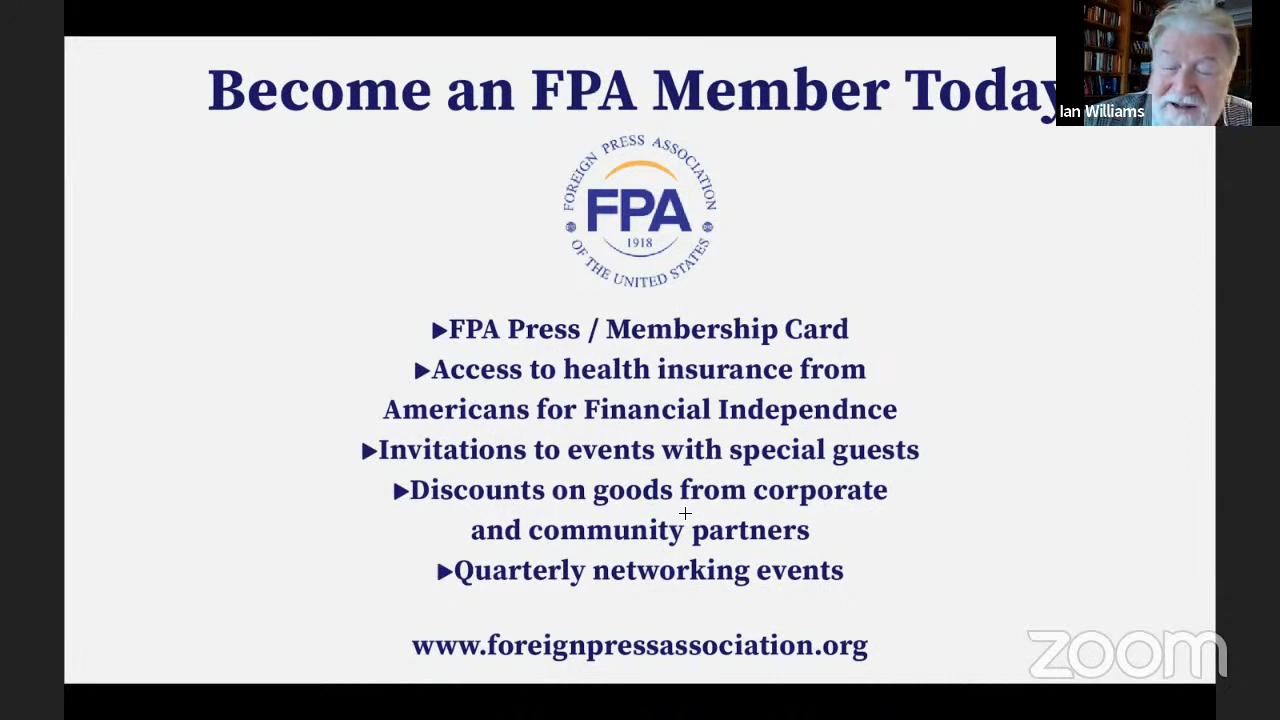 Become an FPA Member Today
Ian Williams
FOREIGN PRESS ASSOCIATION
FPA
1918
OF THE UNITED STATES
▶FPA Press / Membership Card
▶Access to health insurance from
Americans for Financial Independnce
▶Invitations to events with special guests
▶Discounts on goods from corporate
and community partners
▶Quarterly networking events
www.foreignpressassociation.org
zoom